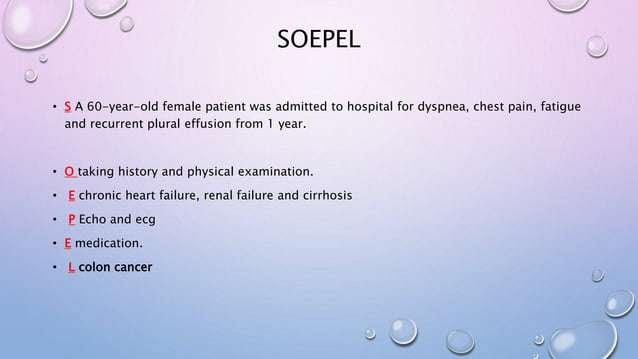 SOEPEL
• S A 60-year-old female patient was admitted to hospital for dyspnea, chest pain, fatigue
and recurrent plural effusion from 1 year.
• O taking history and physical examination.
• E chronic heart failure, renal failure and cirrhosis
• P Echo and ecg
• E medication.
• L colon cancer